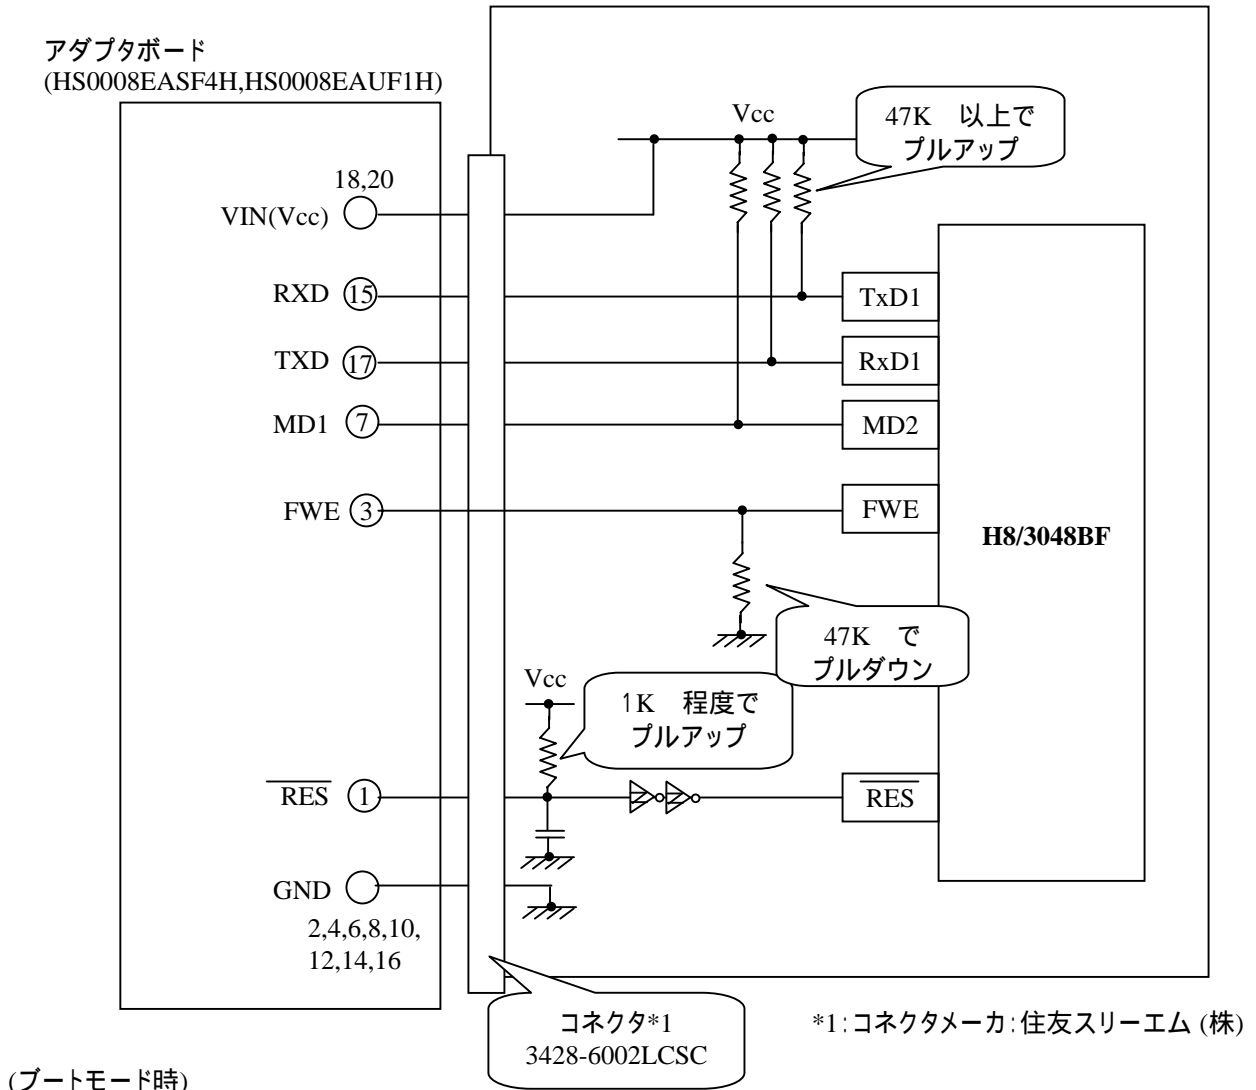 アダプタボード
(HS0008EASF4H,HS0008EAUF1H)
Vcc
47K 以上で
プルアップ
18,20
VIN(Vcc)
RXD 15 TxD1
TXD 17 RxD1
MD1 7 MD2
FWE 3 FWE
H8/3048BF
47K で
プルダウン
Vcc
1K 程度で
プルアップ
RES 1 RES
GND
2,4,6,8,10,
12,14,16
コネクタ*1
3428-6002LCSC
*1:コネクタメーカ:住友スリーエム (株)
(ブートモード時)